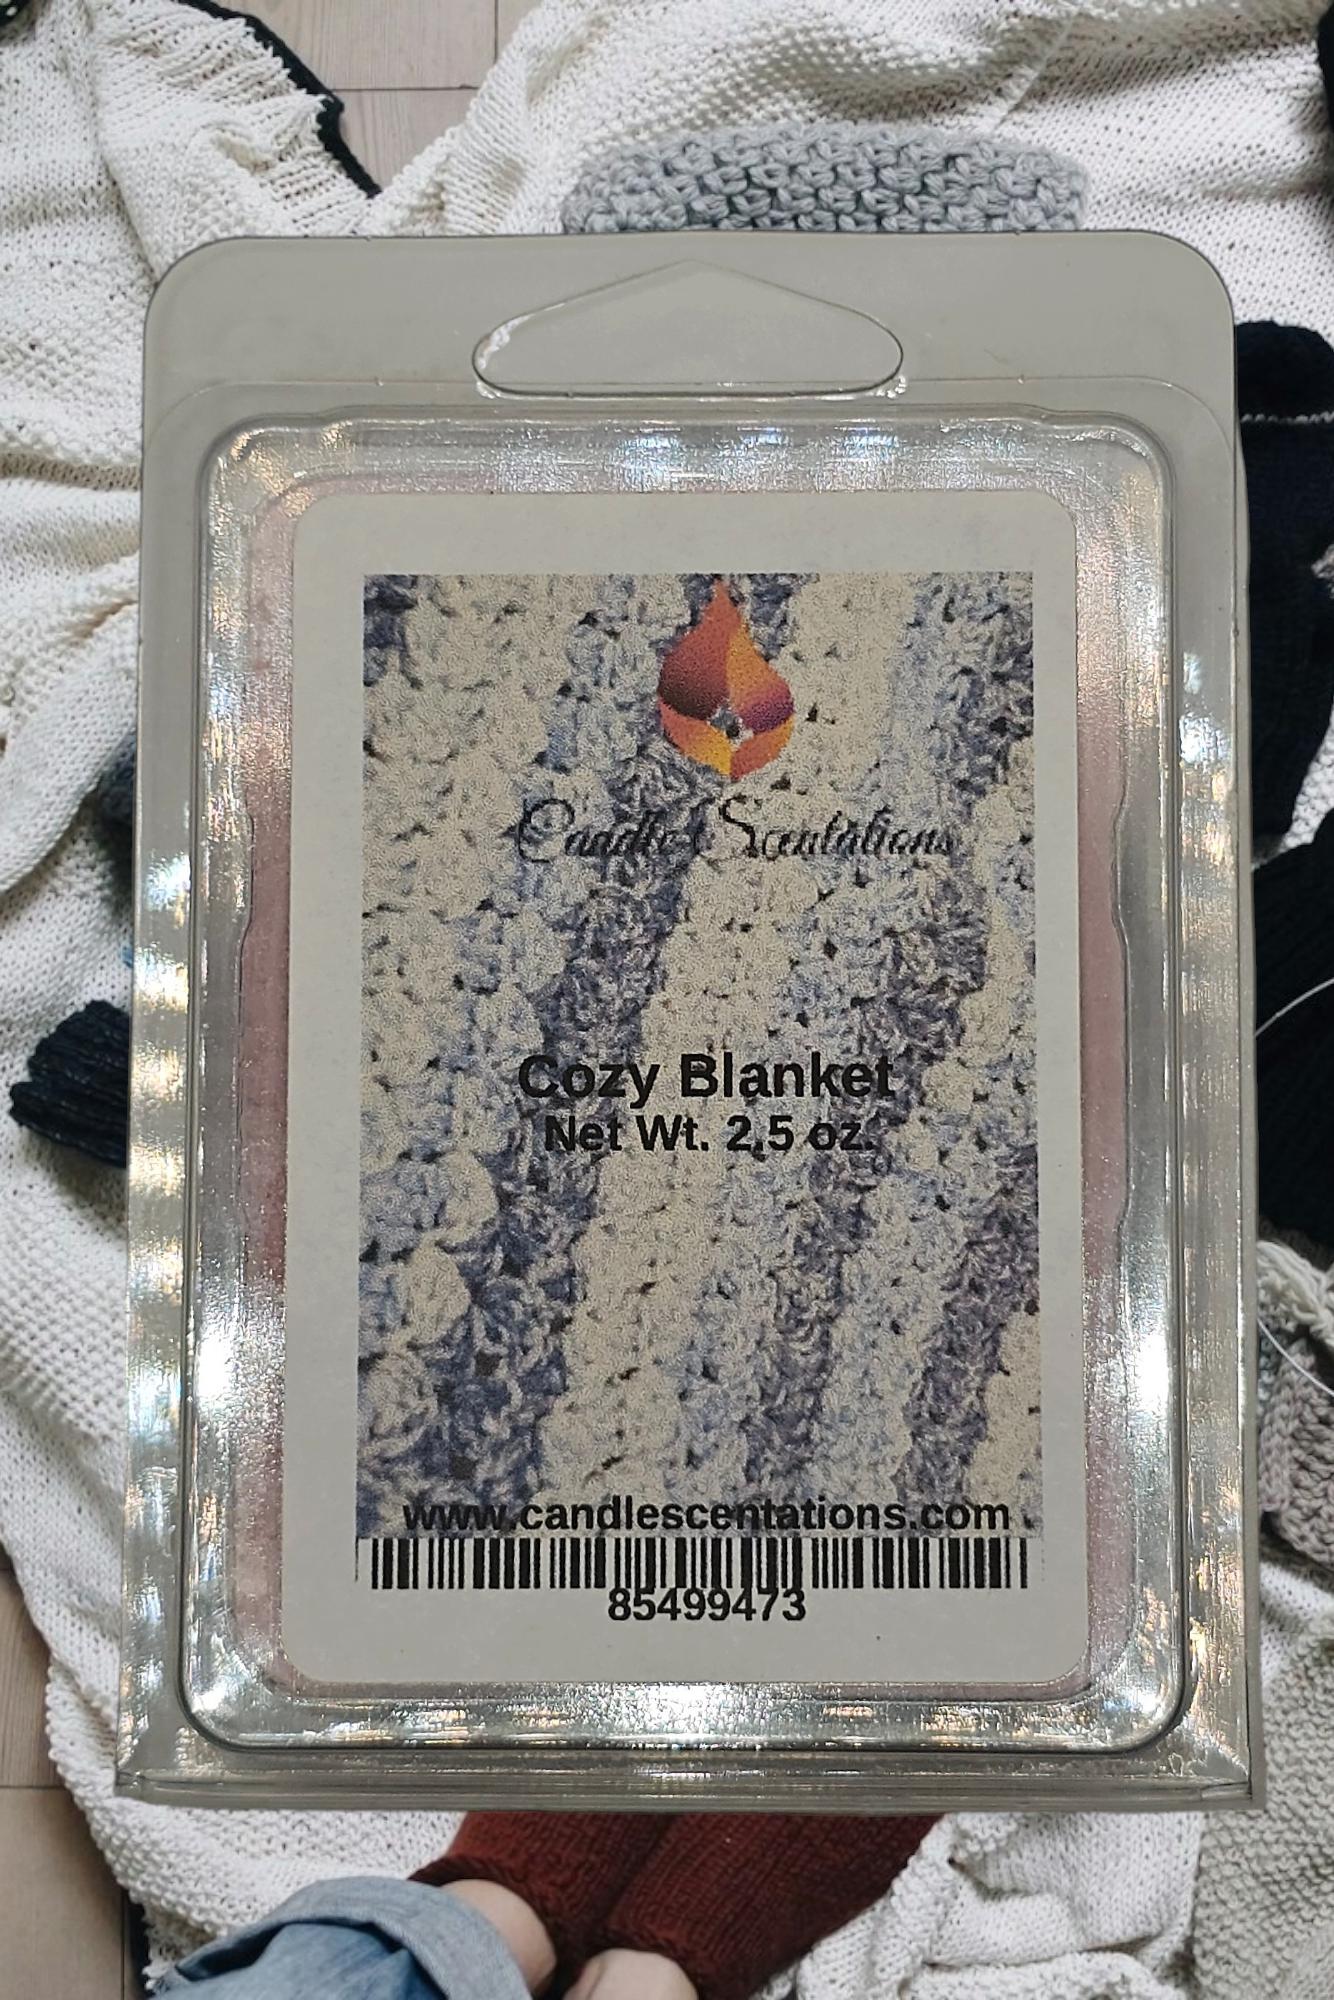 Candle Scentations
Cozy Blanket
Net Wt. 2.5 oz.
www.candlescentations.com
85499473